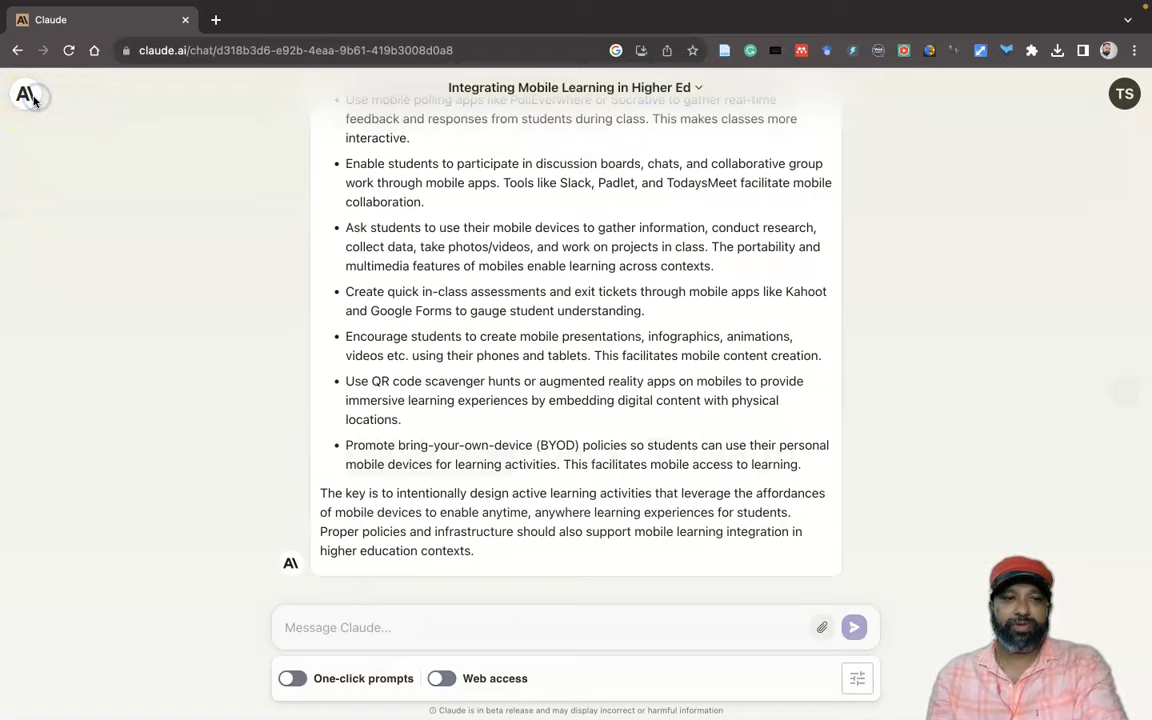 Claude
claude.ai/chat/d318b3d6-e92b-4eaa-9b61-419b3008d0a8
A\
Integrating Mobile Learning in Higher Ed
TS
Use mobile polling apps like PollEverwhere or Socrative to gather real-time
feedback and responses from students during class. This makes classes more
interactive.
• Enable students to participate in discussion boards, chats, and collaborative group
work through mobile apps. Tools like Slack, Padlet, and TodaysMeet facilitate mobile
collaboration.
• Ask students to use their mobile devices to gather information, conduct research,
collect data, take photos/videos, and work on projects in class. The portability and
multimedia features of mobiles enable learning across contexts.
• Create quick in-class assessments and exit tickets through mobile apps like Kahoot
and Google Forms to gauge student understanding.
• Encourage students to create mobile presentations, infographics, animations,
videos etc. using their phones and tablets. This facilitates mobile content creation.
• Use QR code scavenger hunts or augmented reality apps on mobiles to provide
immersive learning experiences by embedding digital content with physical
locations.
• Promote bring-your-own-device (BYOD) policies so students can use their personal
mobile devices for learning activities. This facilitates mobile access to learning.
The key is to intentionally design active learning activities that leverage the affordances
of mobile devices to enable anytime, anywhere learning experiences for students.
Proper policies and infrastructure should also support mobile learning integration in
higher education contexts.
A\
Message Claude...
One-click prompts
Web access
Claude is in beta release and may display incorrect or harmful information